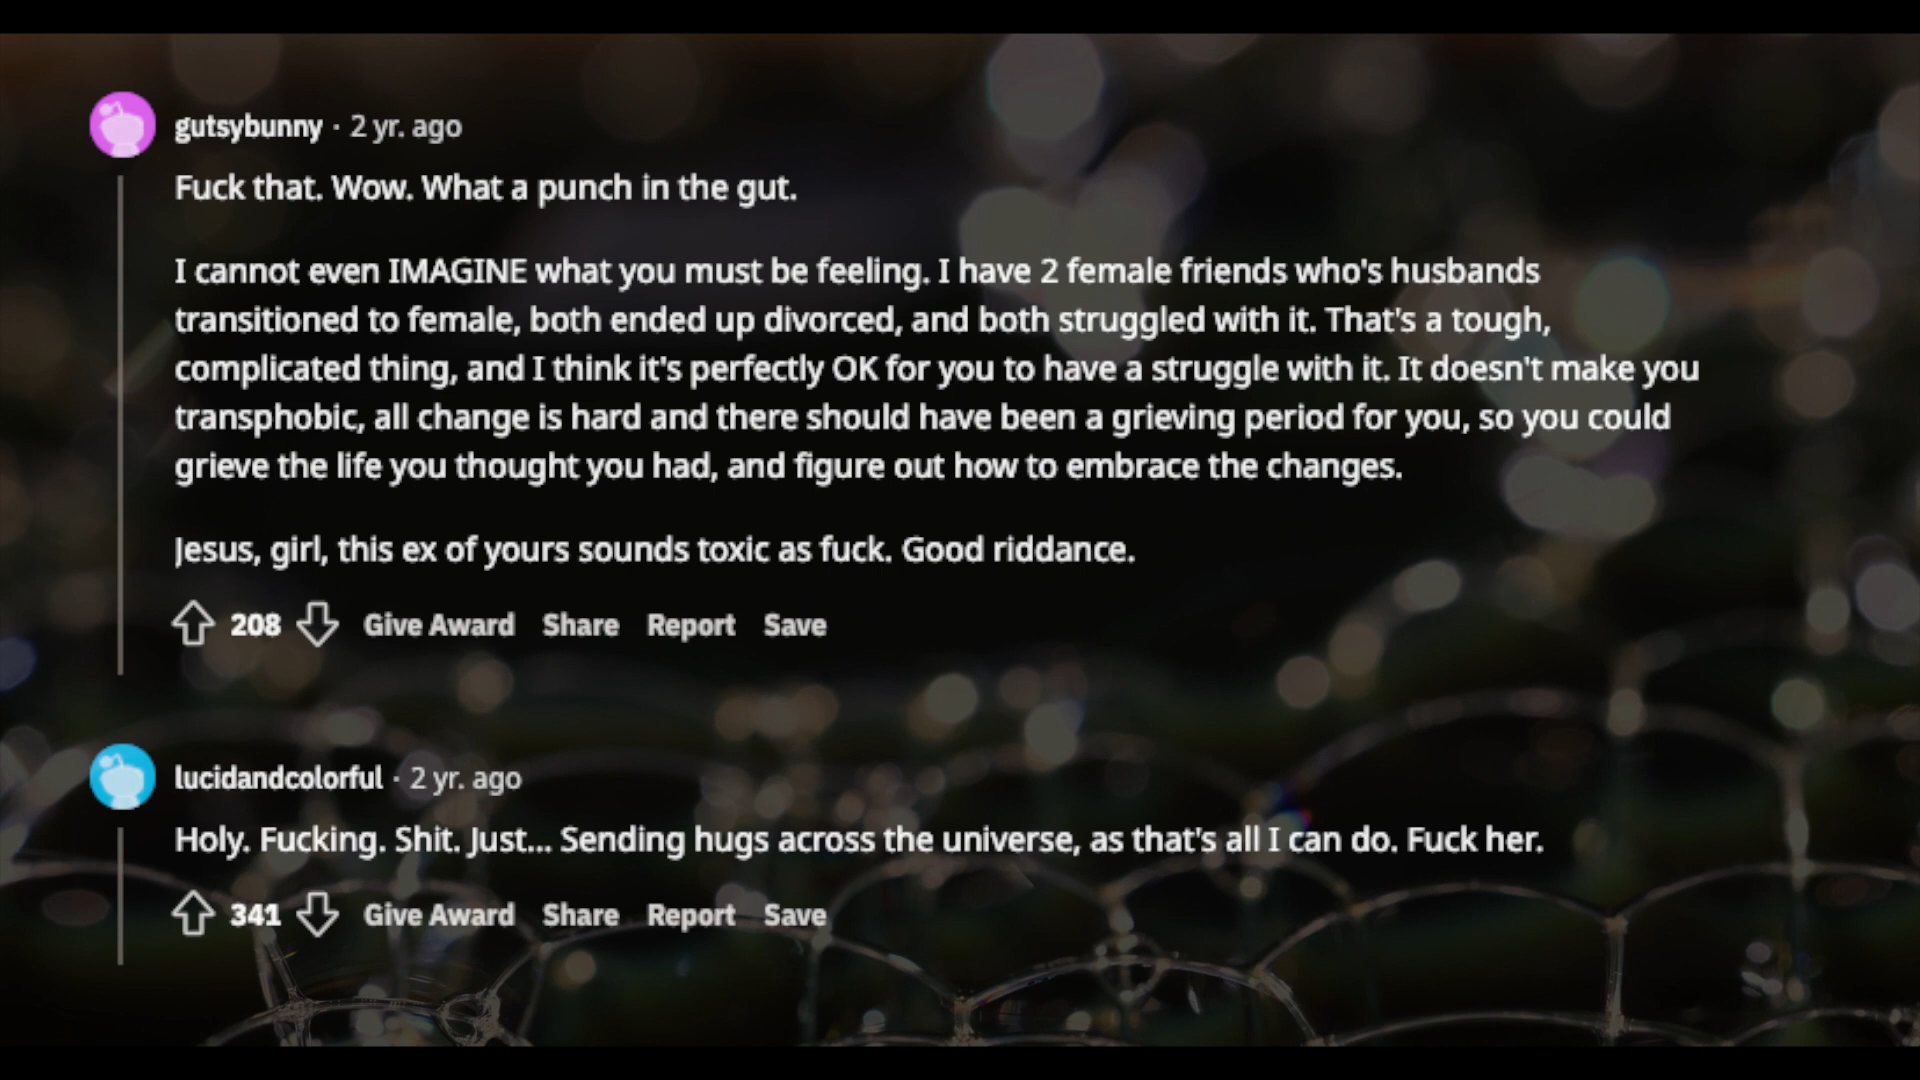 gutsybunny · 2 yr. ago
Fuck that. Wow. What a punch in the gut.
I cannot even IMAGINE what you must be feeling. I have 2 female friends who's husbands
transitioned to female, both ended up divorced, and both struggled with it. That's a tough,
complicated thing, and I think it's perfectly OK for you to have a struggle with it. It doesn't make you
transphobic, all change is hard and there should have been a grieving period for you, so you could
grieve the life you thought you had, and figure out how to embrace the changes.
Jesus, girl, this ex of yours sounds toxic as fuck. Good riddance.
208 Give Award Share Report Save
lucidandcolorful · 2 yr. ago
Holy. Fucking. Shit. Just... Sending hugs across the universe, as that's all I can do. Fuck her.
341 Give Award Share Report Save